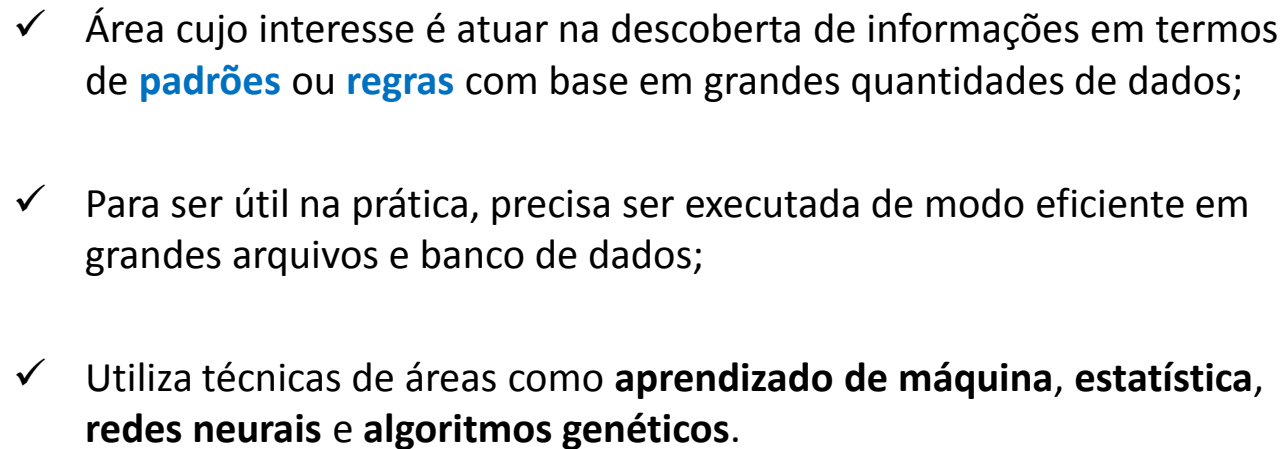 ✓ Área cujo interesse é atuar na descoberta de informações em termos
de padrões ou regras com base em grandes quantidades de dados;
✓ Para ser útil na prática, precisa ser executada de modo eficiente em
grandes arquivos e banco de dados;
✓ Utiliza técnicas de áreas como aprendizado de máquina, estatística,
redes neurais e algoritmos genéticos.